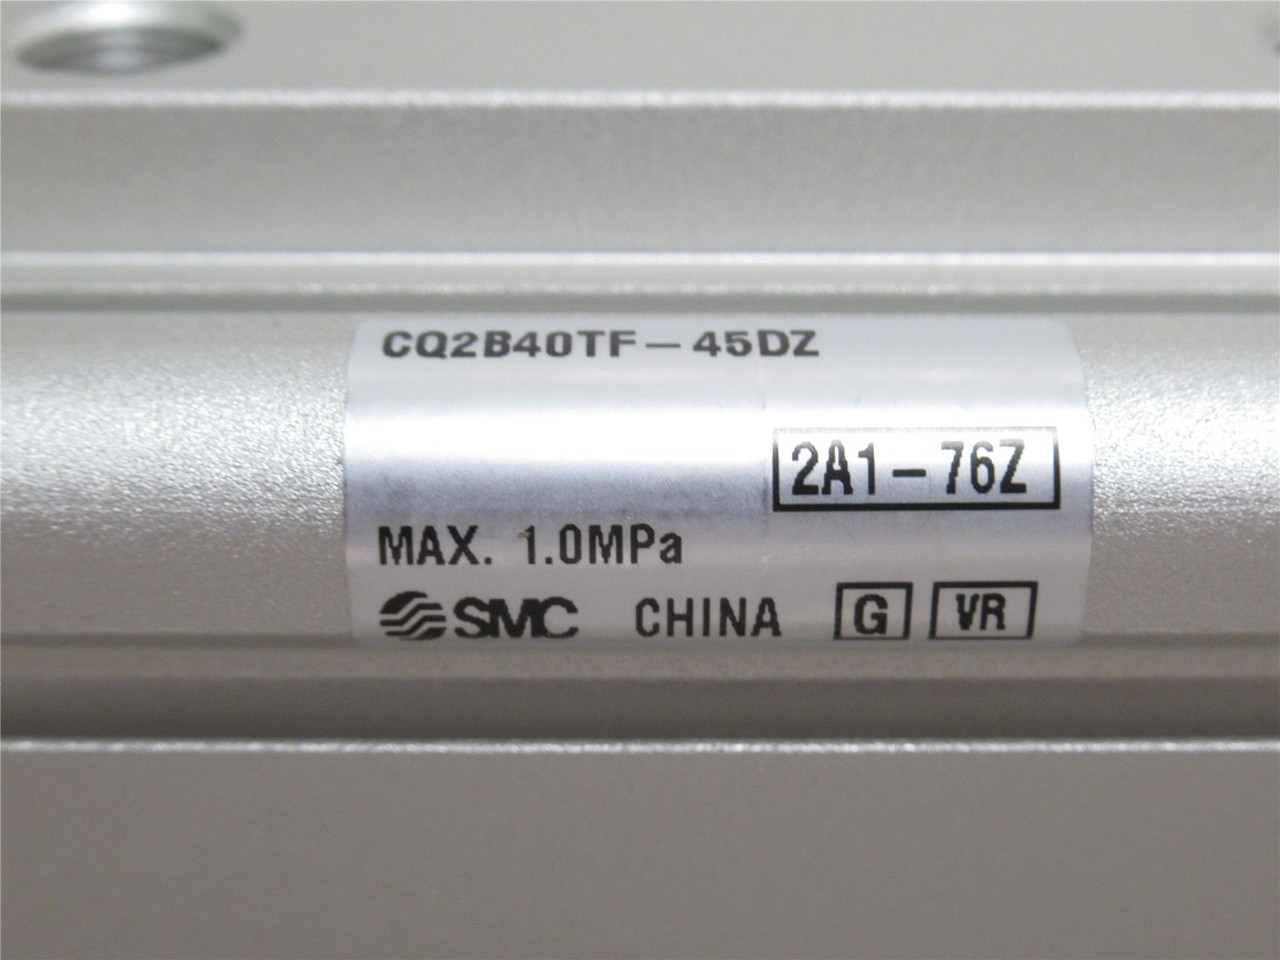 CQ2B40TF-45DZ
2A1-76Z
MAX. 1.0MPa
SMC CHINA G VR